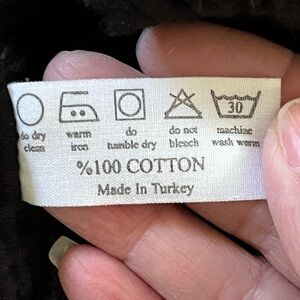 30
do dry clean
warm iron
do tumble dry
do not bleach
machine wash warm
%100 COTTON
Made In Turkey